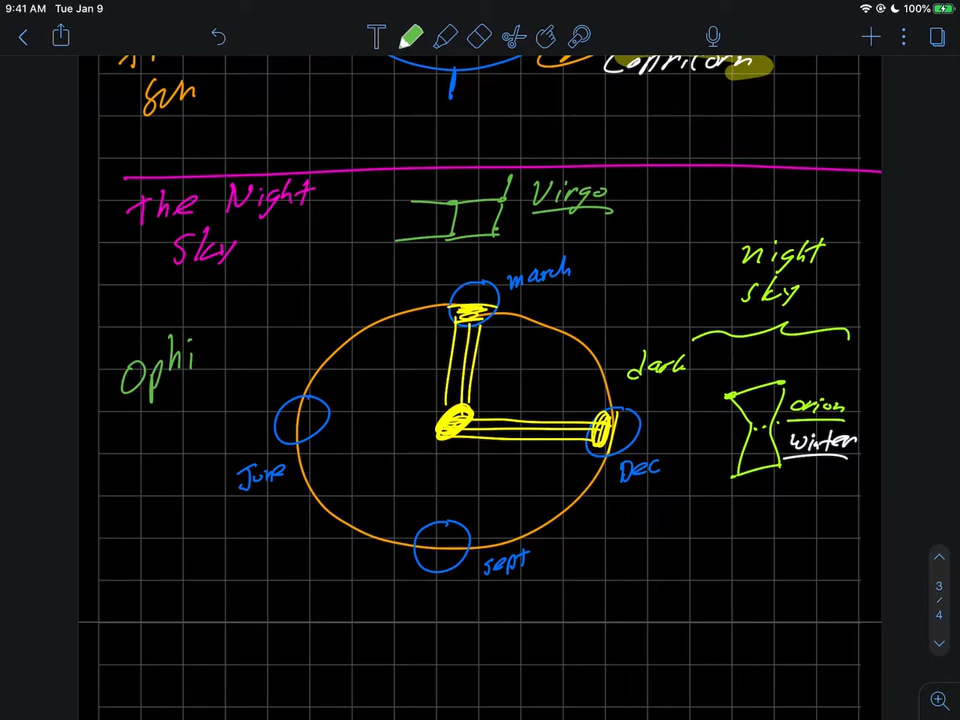 9:41 AM Tue Jan 9
100%
T
Capricorn
sun
The Night
Sky
Virgo
march
night
sky
dark
Ophi
orion
winter
June
Dec
sept
3
/
4